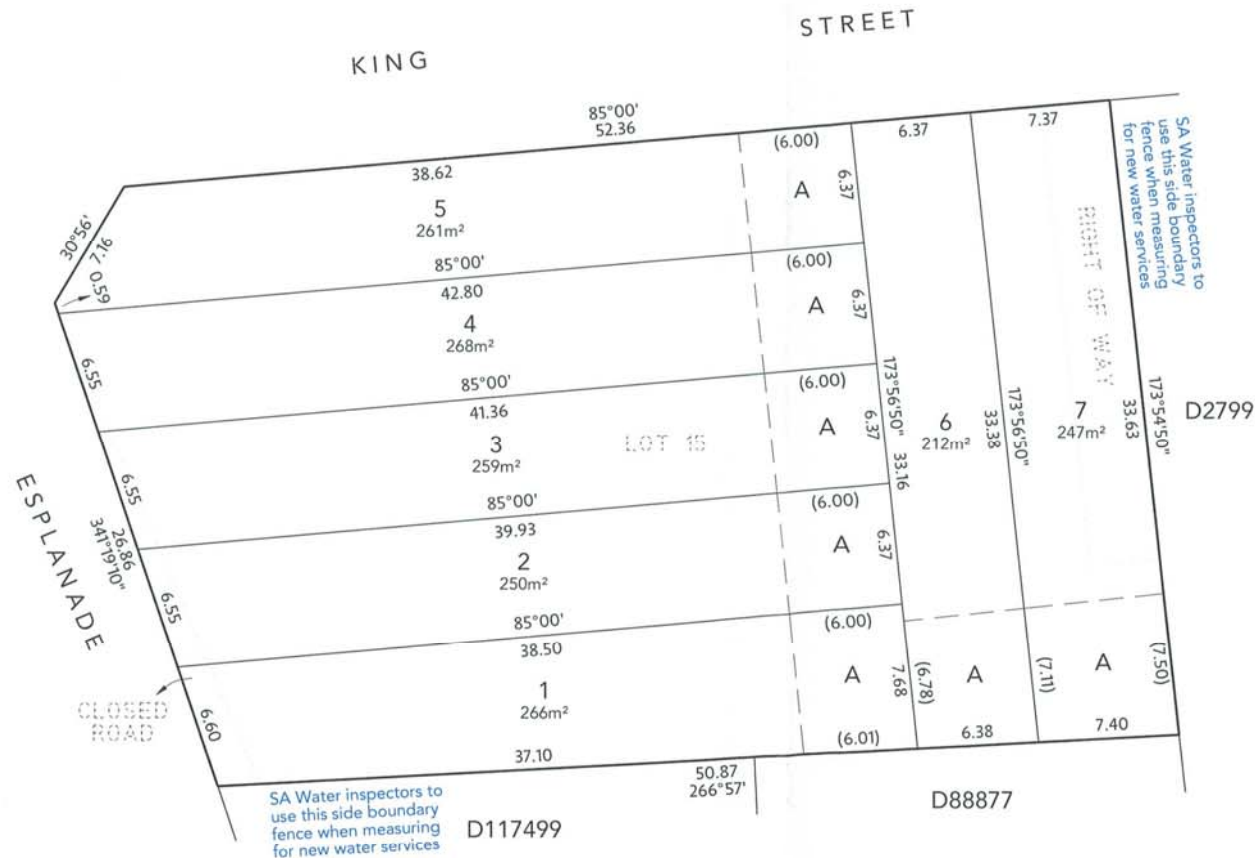 KING
STREET
85°00'
52.36
38.62
(6.00)
6.37
7.37
A
6.37
5
261m²
30°56'
7.16
0.59
85°00'
42.80
(6.00)
A
6.37
4
268m²
6.55
85°00'
41.36
(6.00)
A
6.37
3
259m²
LOT 15
6.55
85°00'
39.93
(6.00)
A
6.37
2
250m²
6.55
85°00'
38.50
(6.00)
A
7.68
1
266m²
6.60
37.10
(6.01)
173°56'50"
33.16
6
212m²
33.38
173°56'50"
(6.78)
A
6.38
RIGHT OF WAY
7
247m²
33.63
173°54'50"
(7.11)
A
(7.50)
7.40
SA Water inspectors to
use this side boundary
fence when measuring
for new water services
D2799
ESPLANADE
26.86
341°19'10"
CLOSED
ROAD
50.87
266°57'
SA Water inspectors to
use this side boundary
fence when measuring
for new water services
D117499
D88877